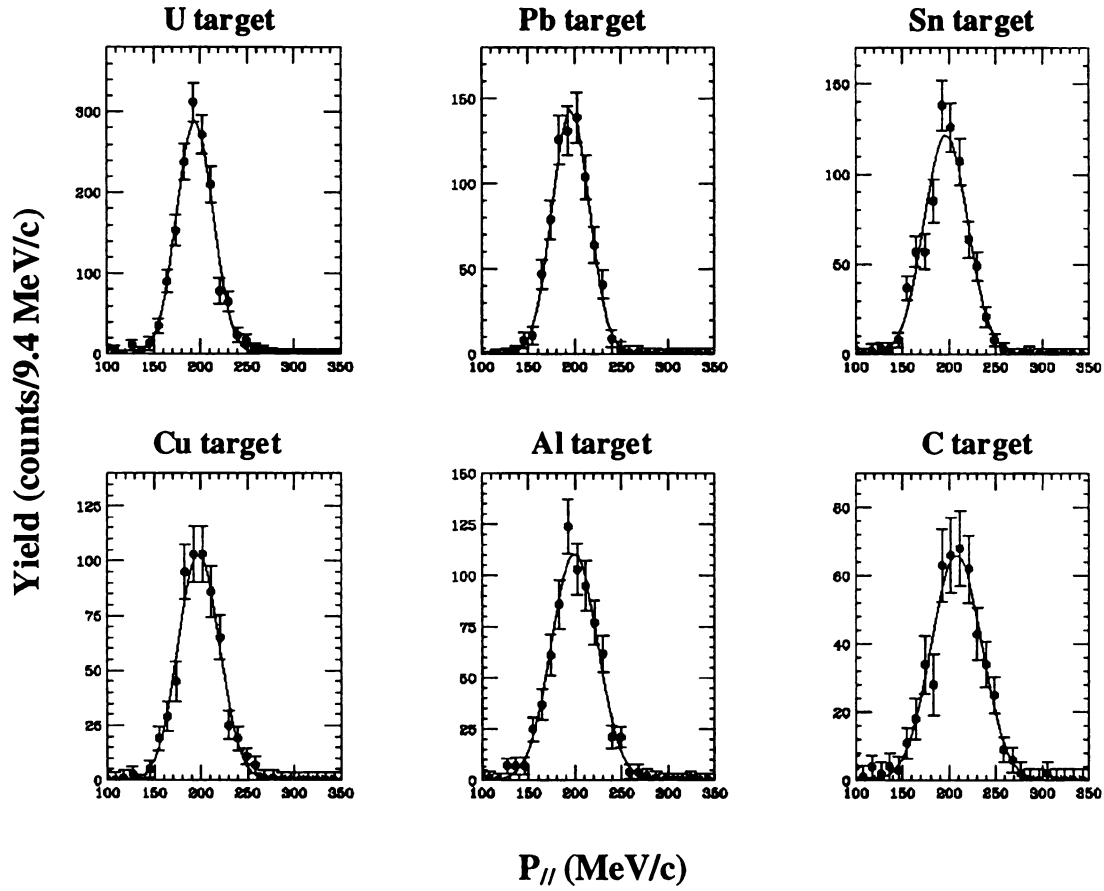 U target
Pb target
Sn target
300
200
100
0
100 150 200 250 300 350
150
100
50
0
100 150 200 250 300 350
150
100
50
0
100 150 200 250 300 350
Yield (counts/9.4 MeV/c)
Cu target
Al target
C target
125
100
75
50
25
0
100 150 200 250 300 350
150
125
100
75
50
25
0
100 150 200 250 300 350
80
60
40
20
0
100 150 200 250 300 350
P// (MeV/c)